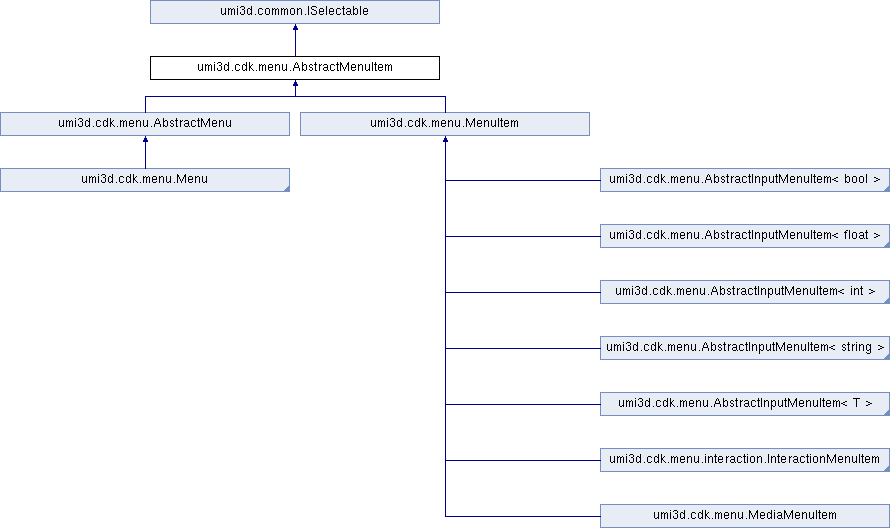 umi3d.common.ISelectable
umi3d.cdk.menu.AbstractMenuItem
umi3d.cdk.menu.AbstractMenu
umi3d.cdk.menu.MenuItem
umi3d.cdk.menu.Menu
umi3d.cdk.menu.AbstractInputMenuItem< bool >
umi3d.cdk.menu.AbstractInputMenuItem< float >
umi3d.cdk.menu.AbstractInputMenuItem< int >
umi3d.cdk.menu.AbstractInputMenuItem< string >
umi3d.cdk.menu.AbstractInputMenuItem< T >
umi3d.cdk.menu.interaction.InteractionMenuItem
umi3d.cdk.menu.MediaMenuItem